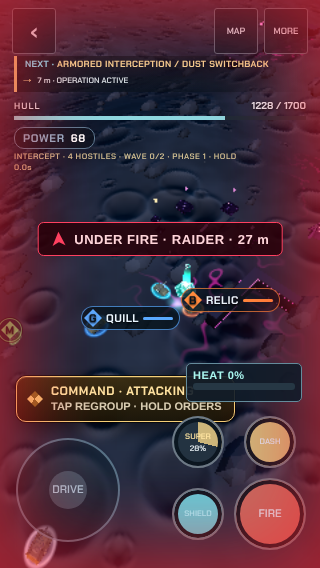 ‹
MAP
MORE
NEXT · ARMORED INTERCEPTION / DUST SWITCHBACK
→ 7 m · OPERATION ACTIVE
HULL
1228 / 1700
POWER 68
INTERCEPT · 4 HOSTILES · WAVE 0/2 · PHASE 1 · HOLD
0.0s
UNDER FIRE · RAIDER · 27 m
B RELIC
G QUILL
M
HEAT 0%
COMMAND · ATTACKING
TAP REGROUP · HOLD ORDERS
SUPER
28%
DASH
DRIVE
SHIELD
FIRE